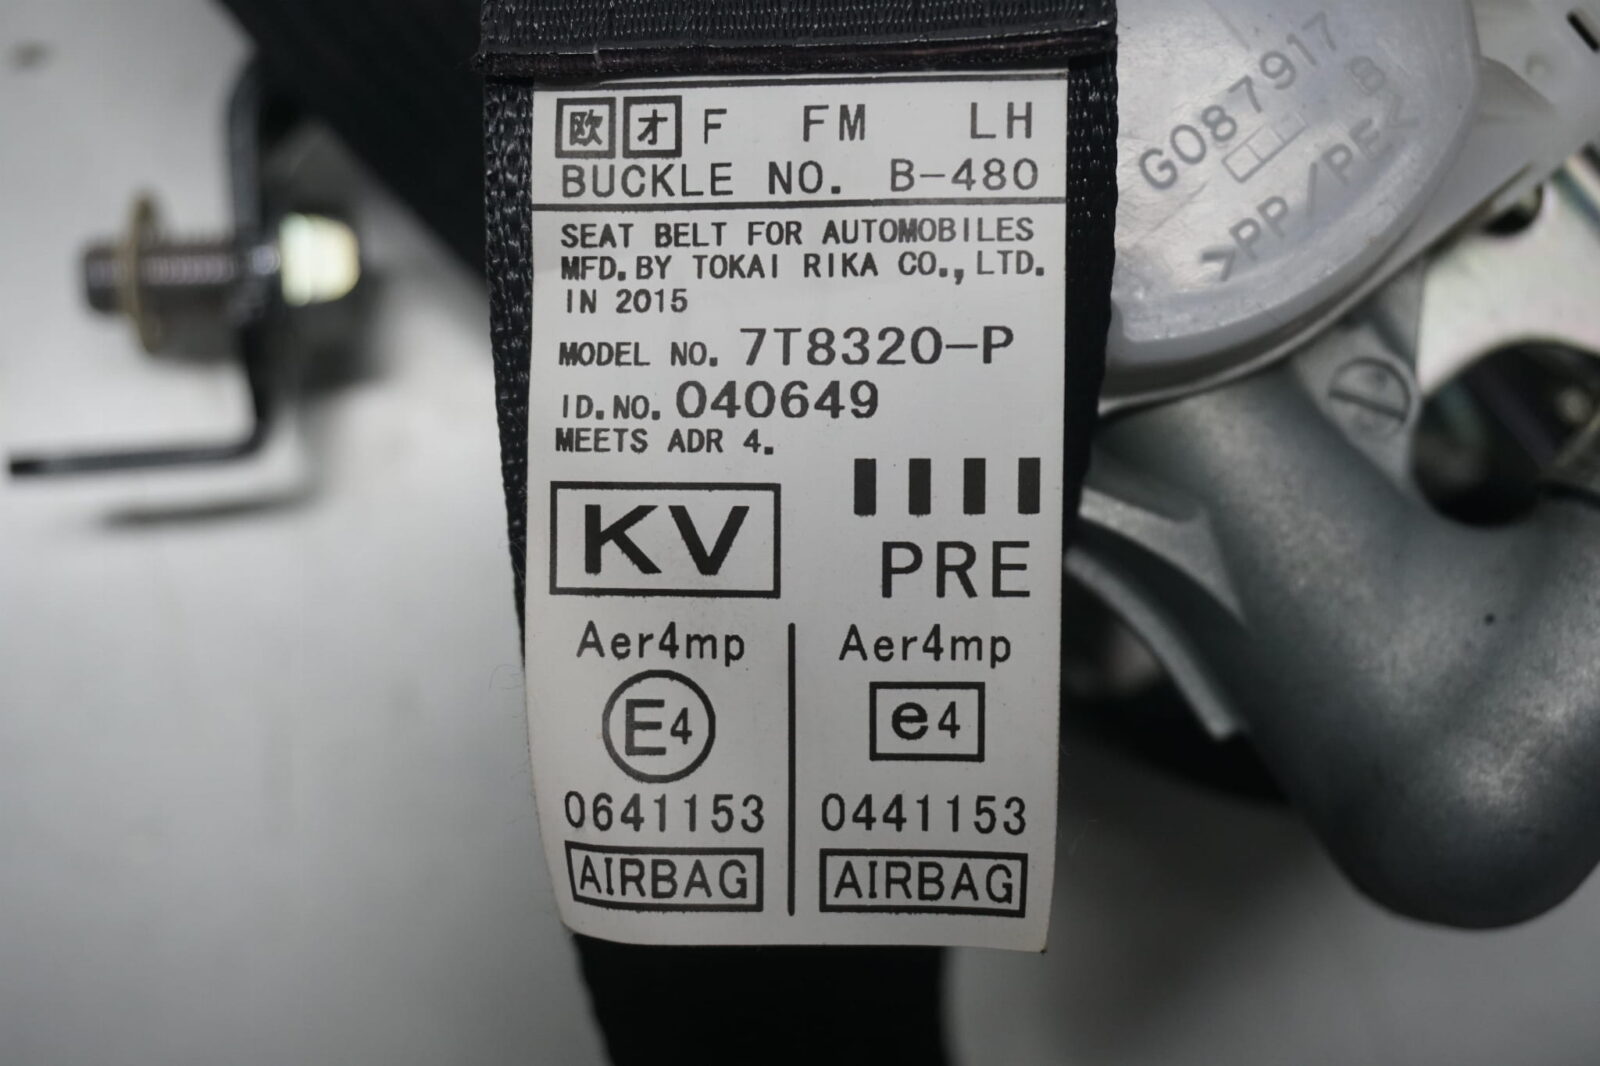 欧 オ F FM LH
BUCKLE NO. B-480
SEAT BELT FOR AUTOMOBILES
MFD. BY TOKAI RIKA CO., LTD.
IN 2015
MODEL NO. 7T8320-P
ID. NO. 040649
MEETS ADR 4.
KV
PRE
Aer4mp Aer4mp
E4 e4
0641153 0441153
AIRBAG AIRBAG
G087917
8
>PP/PE<
D